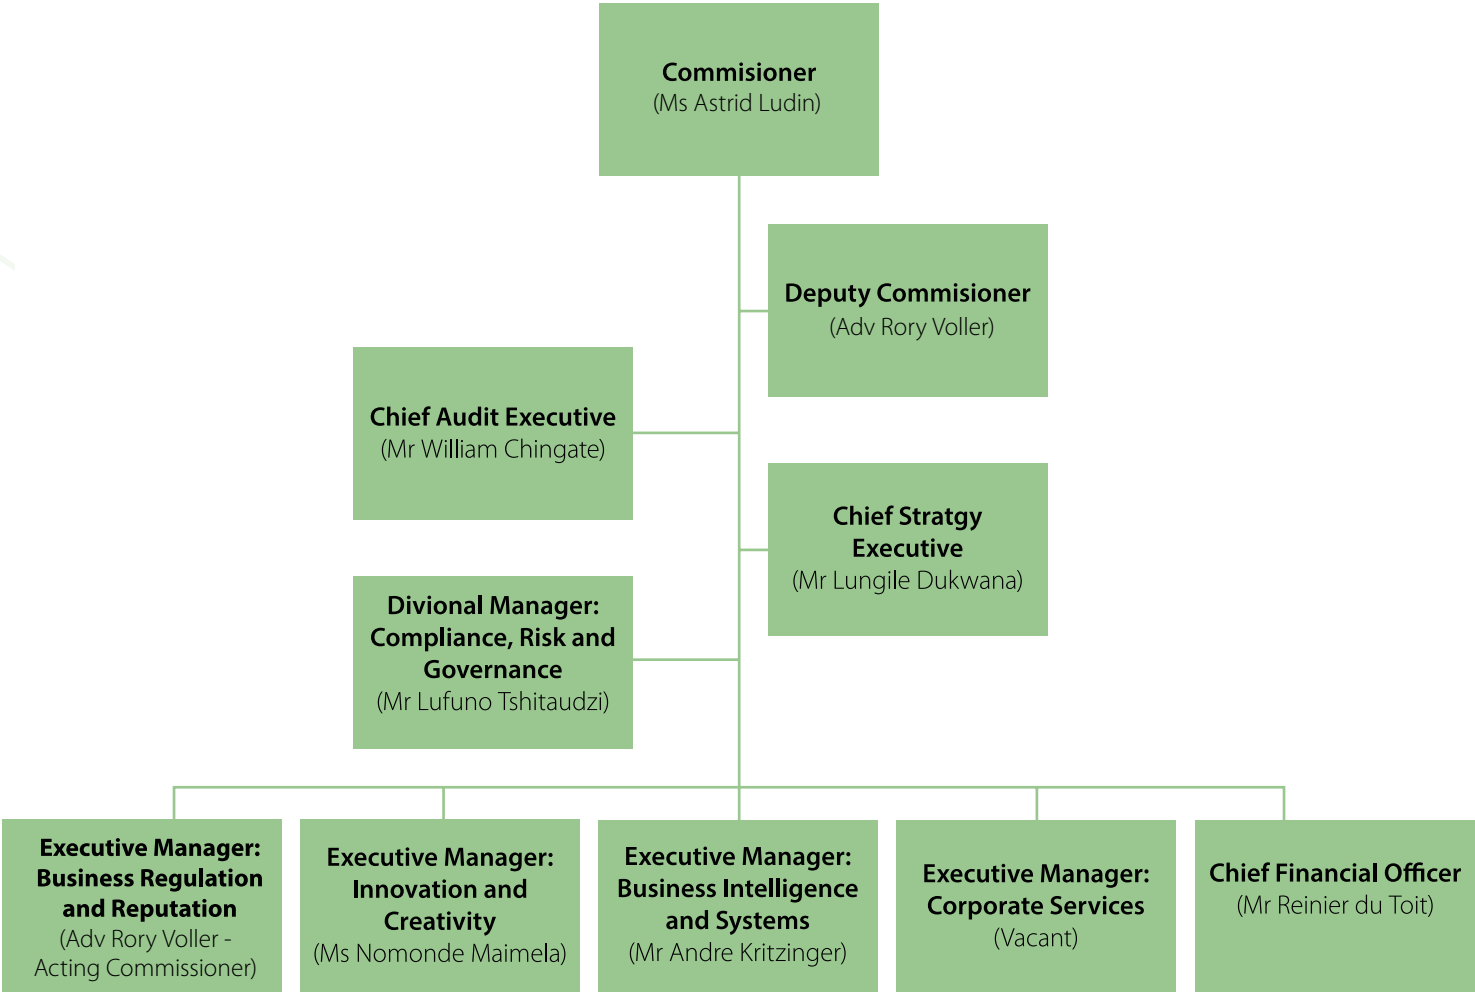 Commisioner
(Ms Astrid Ludin)
Deputy Commisioner
(Adv Rory Voller)
Chief Audit Executive
(Mr William Chingate)
Chief Stratgy
Executive
(Mr Lungile Dukwana)
Divional Manager:
Compliance, Risk and
Governance
(Mr Lufuno Tshitaudzi)
Executive Manager:
Business Regulation
and Reputation
(Adv Rory Voller -
Acting Commissioner)
Executive Manager:
Innovation and
Creativity
(Ms Nomonde Maimela)
Executive Manager:
Business Intelligence
and Systems
(Mr Andre Kritzinger)
Executive Manager:
Corporate Services
(Vacant)
Chief Financial Officer
(Mr Reinier du Toit)